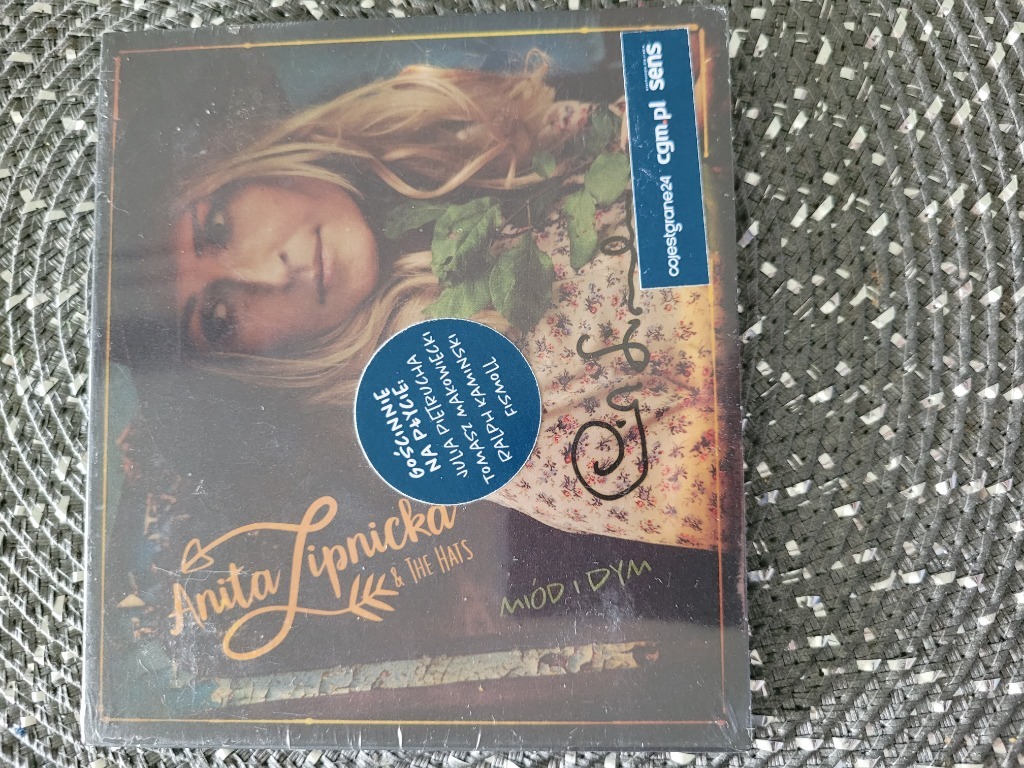 Anita Lipnicka
& THE HATS
MIÓD I DYM
GOŚCINNIE
NA PŁYCIE:
JULIA PIETRUCHA
TOMASZ MAKOWIECKI
RALPH KAMINSKI
FISMOLL
cojestgrane24 cgm.pl sens